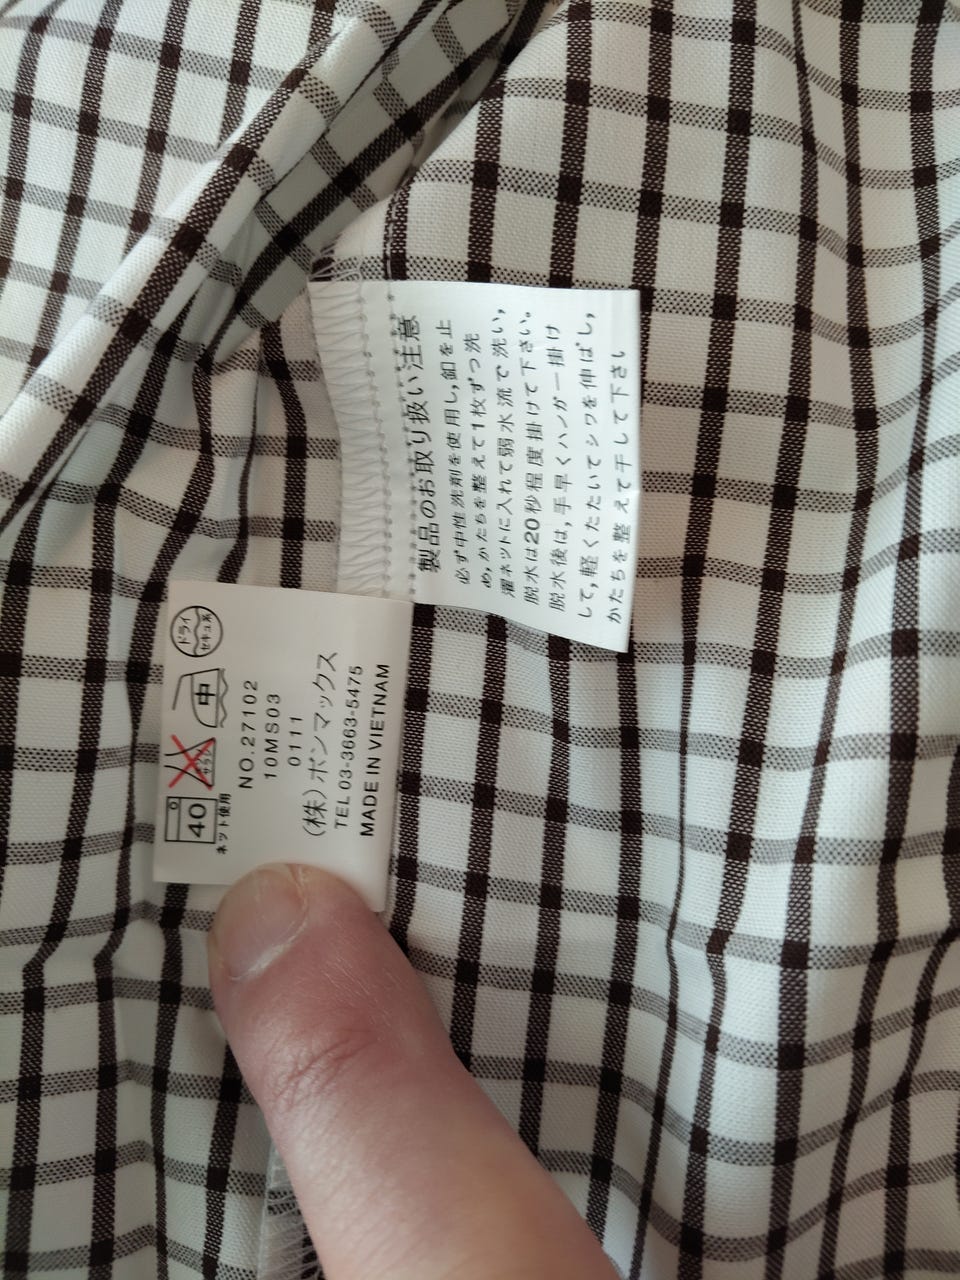 製品のお取り扱い注意
必ず中性洗剤を使用し,釦を止
め,かたちを整えて1枚ずつ洗
濯ネットに入れて弱水流で洗い,
脱水は20秒程度掛けて下さい。
脱水後は,手早くハンガー掛け
して,軽くたたいてシワを伸ばし,
かたちを整えて干して下さい
40
ネット使用
中
ドライ
セキユ系
NO.27102
10MS03
0111
(株)ボンマックス
TEL 03-3663-5475
MADE IN VIETNAM